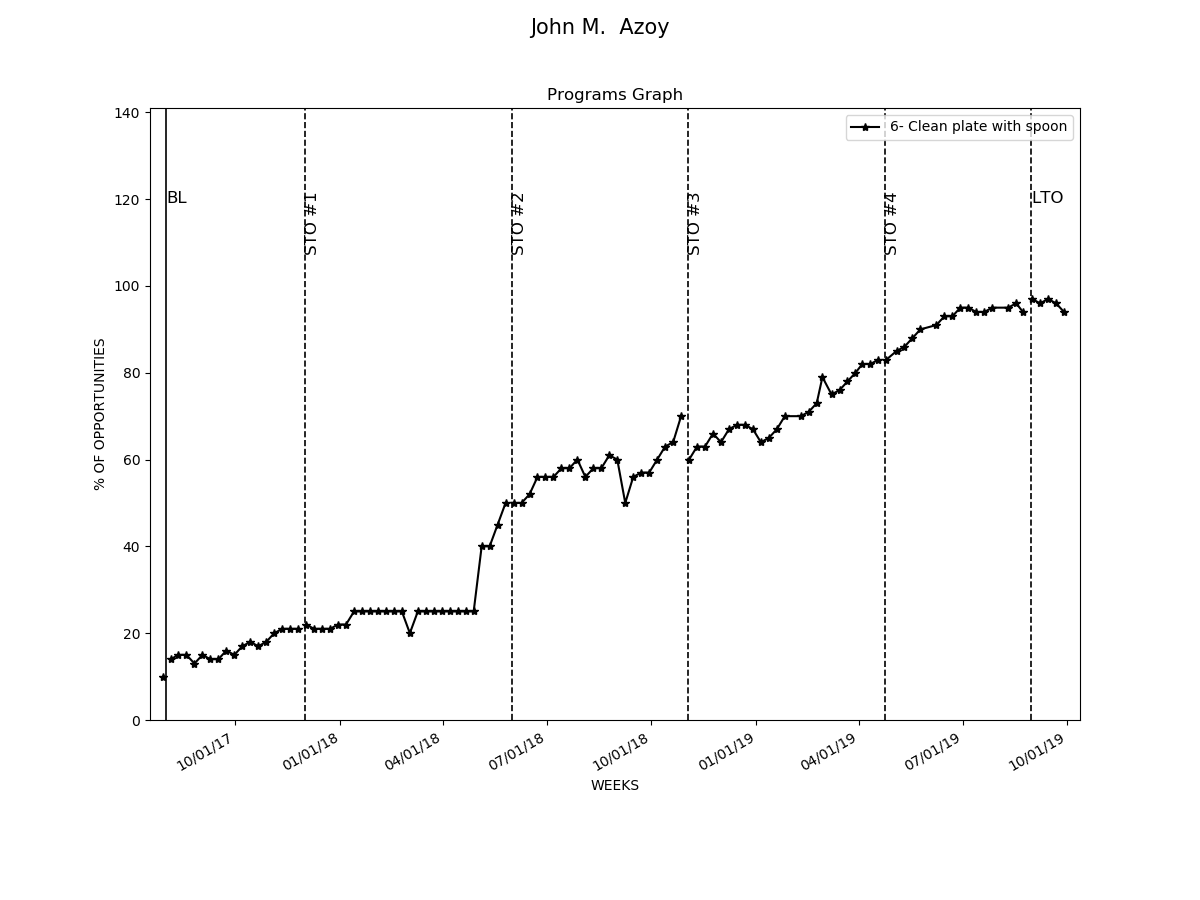 John M.  Azoy
Programs Graph
6- Clean plate with spoon
140
120
100
80
60
40
20
0
% OF OPPORTUNITIES
BL
STO #1
STO #2
STO #3
STO #4
LTO
10/01/17
01/01/18
04/01/18
07/01/18
10/01/18
01/01/19
04/01/19
07/01/19
10/01/19
WEEKS